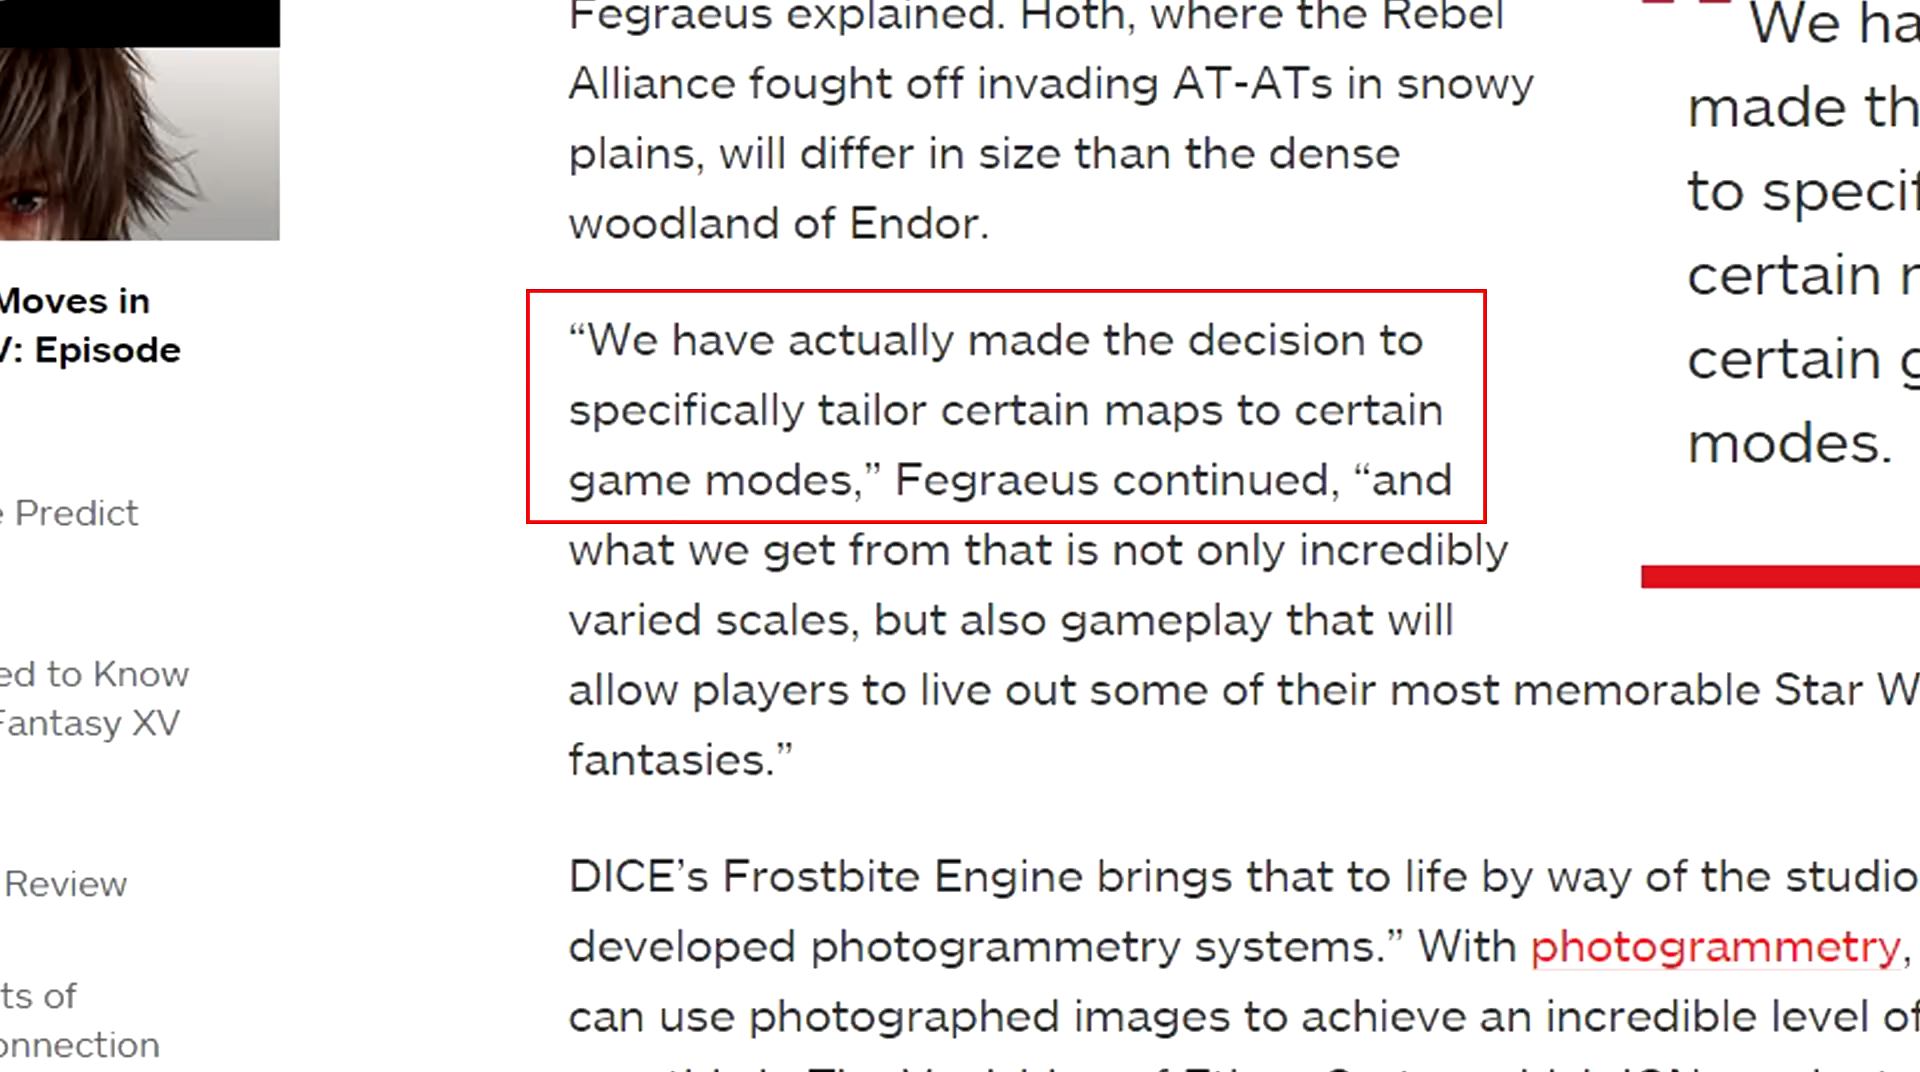 Moves in
V: Episode
Predict
ed to Know
Fantasy XV
Review
ts of
onnection
Fegraeus explained. Hoth, where the Rebel
Alliance fought off invading AT-ATs in snowy
plains, will differ in size than the dense
woodland of Endor.
“We have actually made the decision to
specifically tailor certain maps to certain
game modes,” Fegraeus continued, “and
what we get from that is not only incredibly
varied scales, but also gameplay that will
allow players to live out some of their most memorable Star W
fantasies.”
DICE’s Frostbite Engine brings that to life by way of the studio
developed photogrammetry systems.” With photogrammetry,
can use photographed images to achieve an incredible level of
We ha
made th
to specif
certain
certain g
modes.